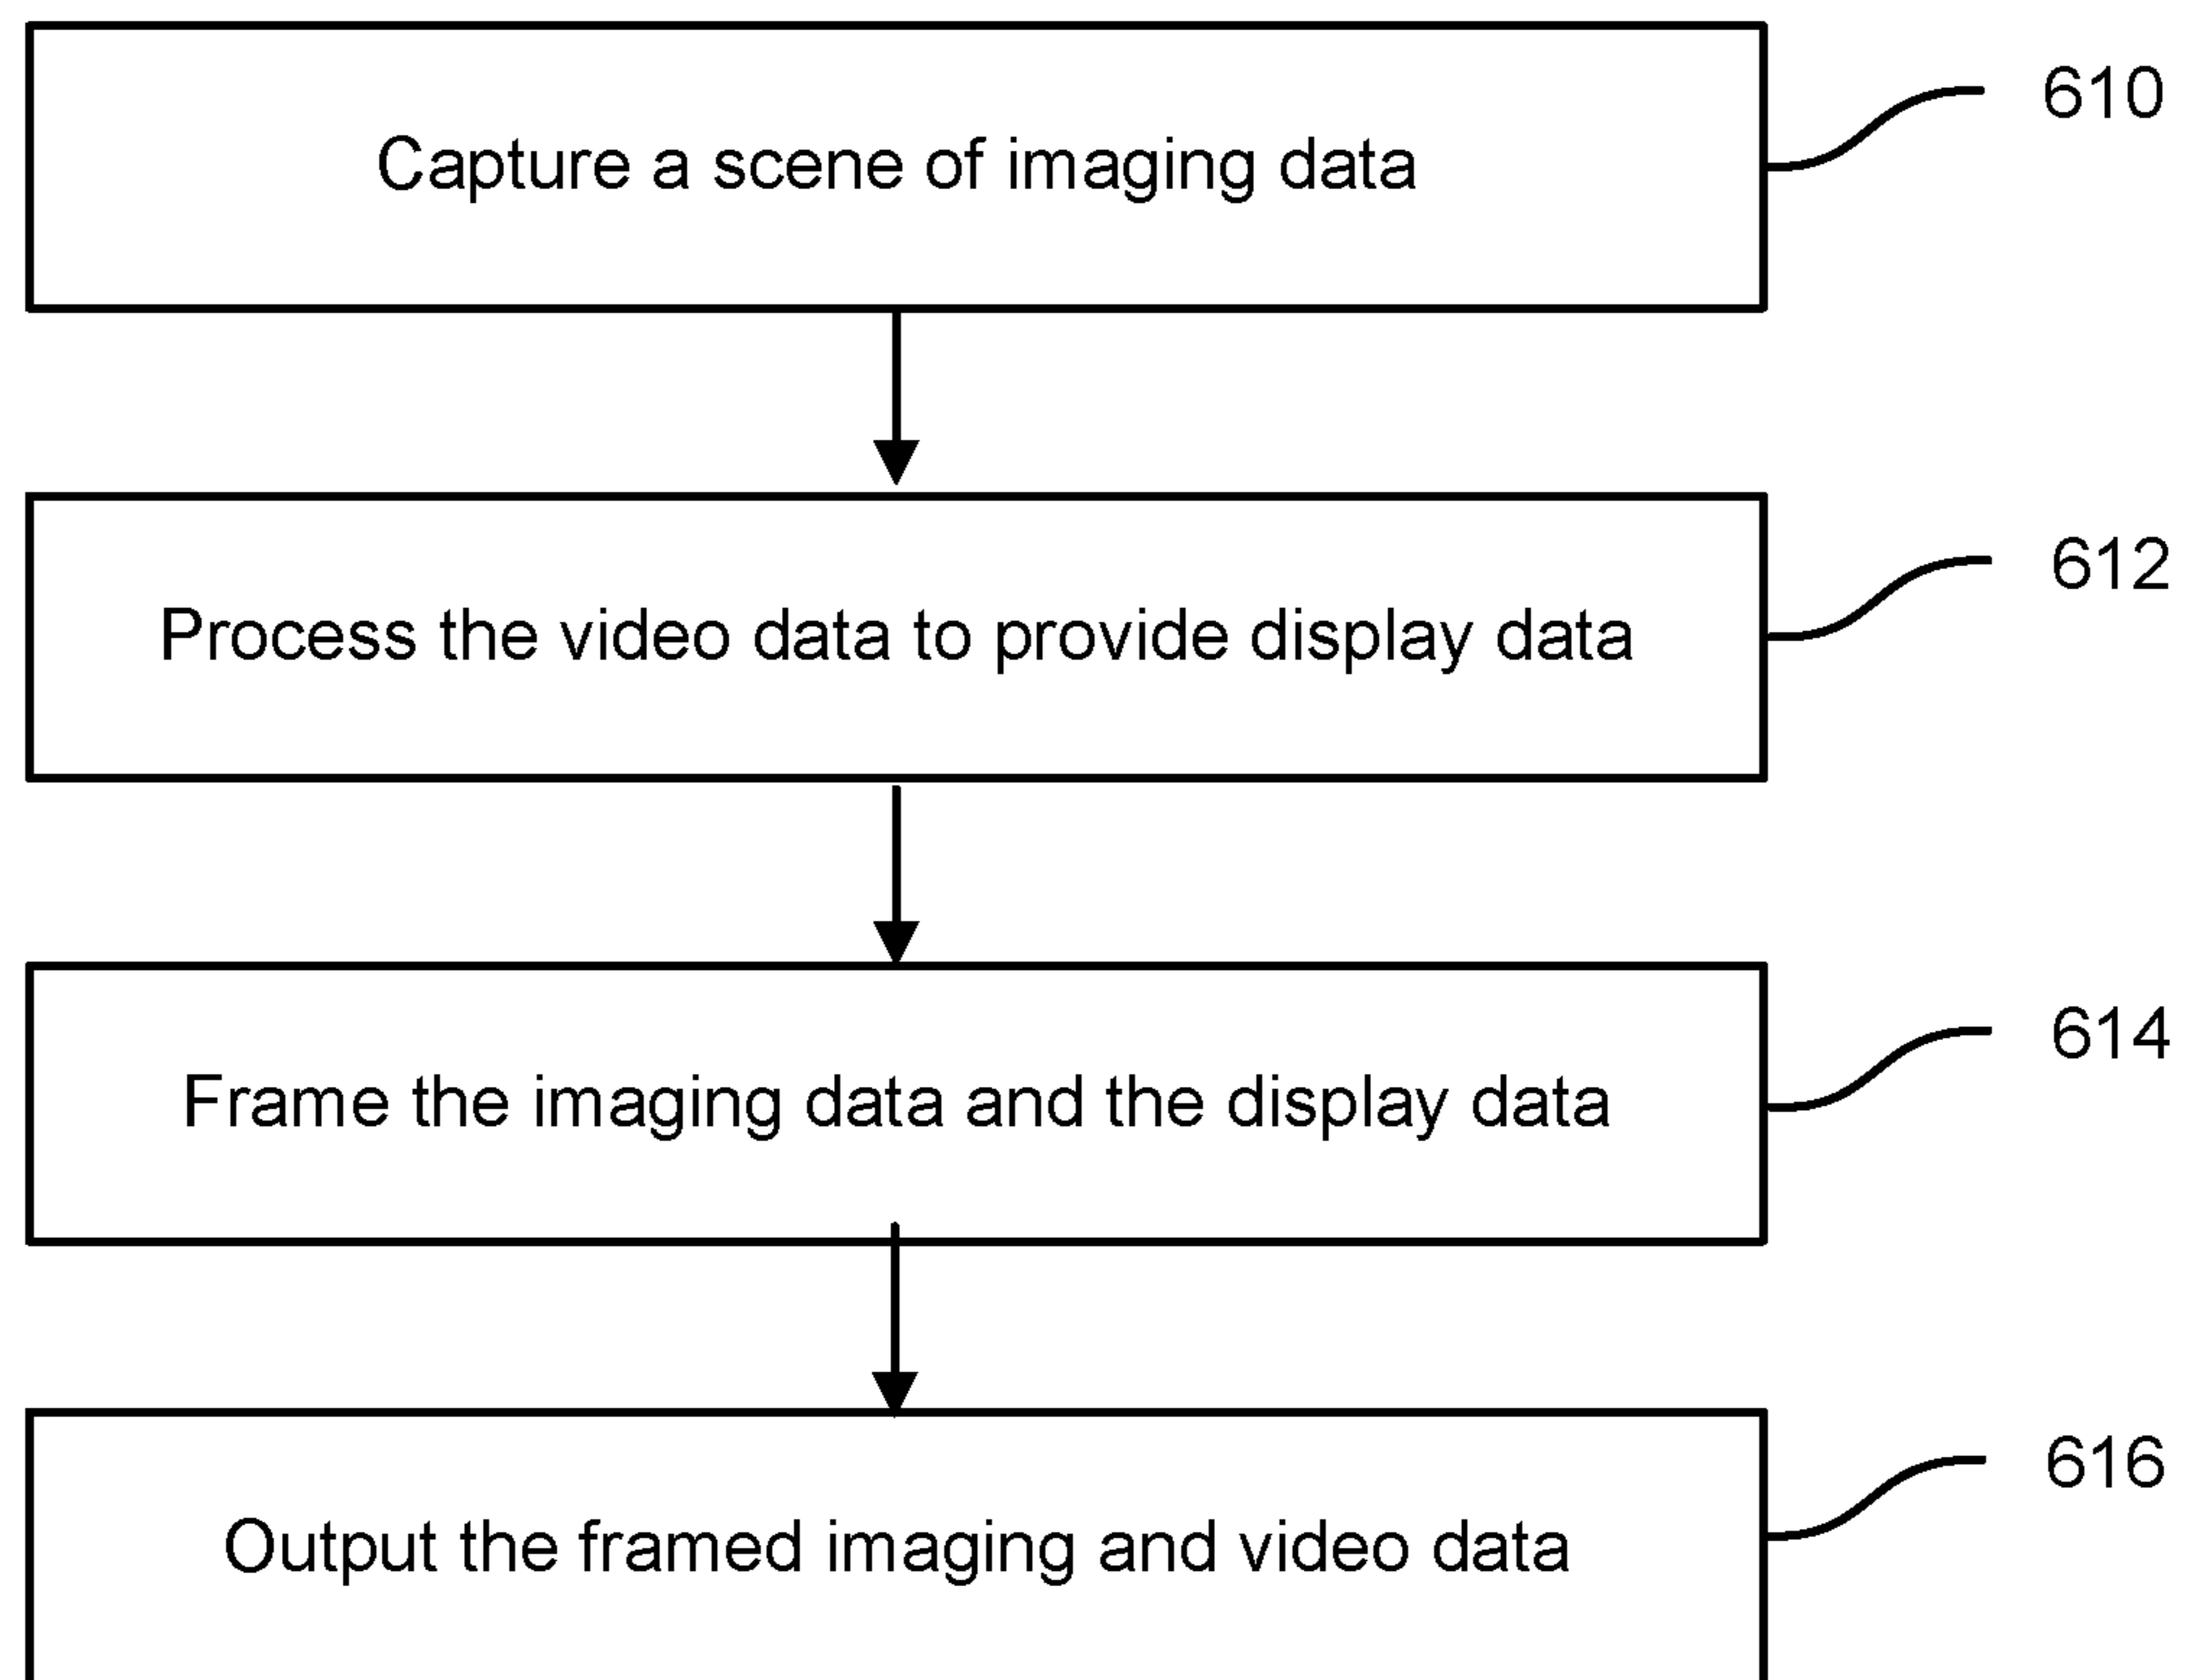 Capture a scene of imaging data
610
Process the video data to provide display data
612
Frame the imaging data and the display data
614
Output the framed imaging and video data
616